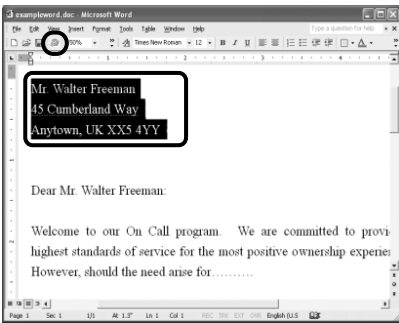 exampleword.doc - Microsoft Word
File Edit View Insert Format Tools Table Window Help Type a question for help
50% Times New Roman 12 B I U A
Mr. Walter Freeman
45 Cumberland Way
Anytown, UK XX5 4YY
Dear Mr. Walter Freeman:
Welcome to our On Call program. We are committed to provi
highest standards of service for the most positive ownership experien
However, should the need arise for..........
Page 1 Sec 1 1/1 At 1.3" Ln 1 Col 1 REC TRK EXT OVR English (U.S